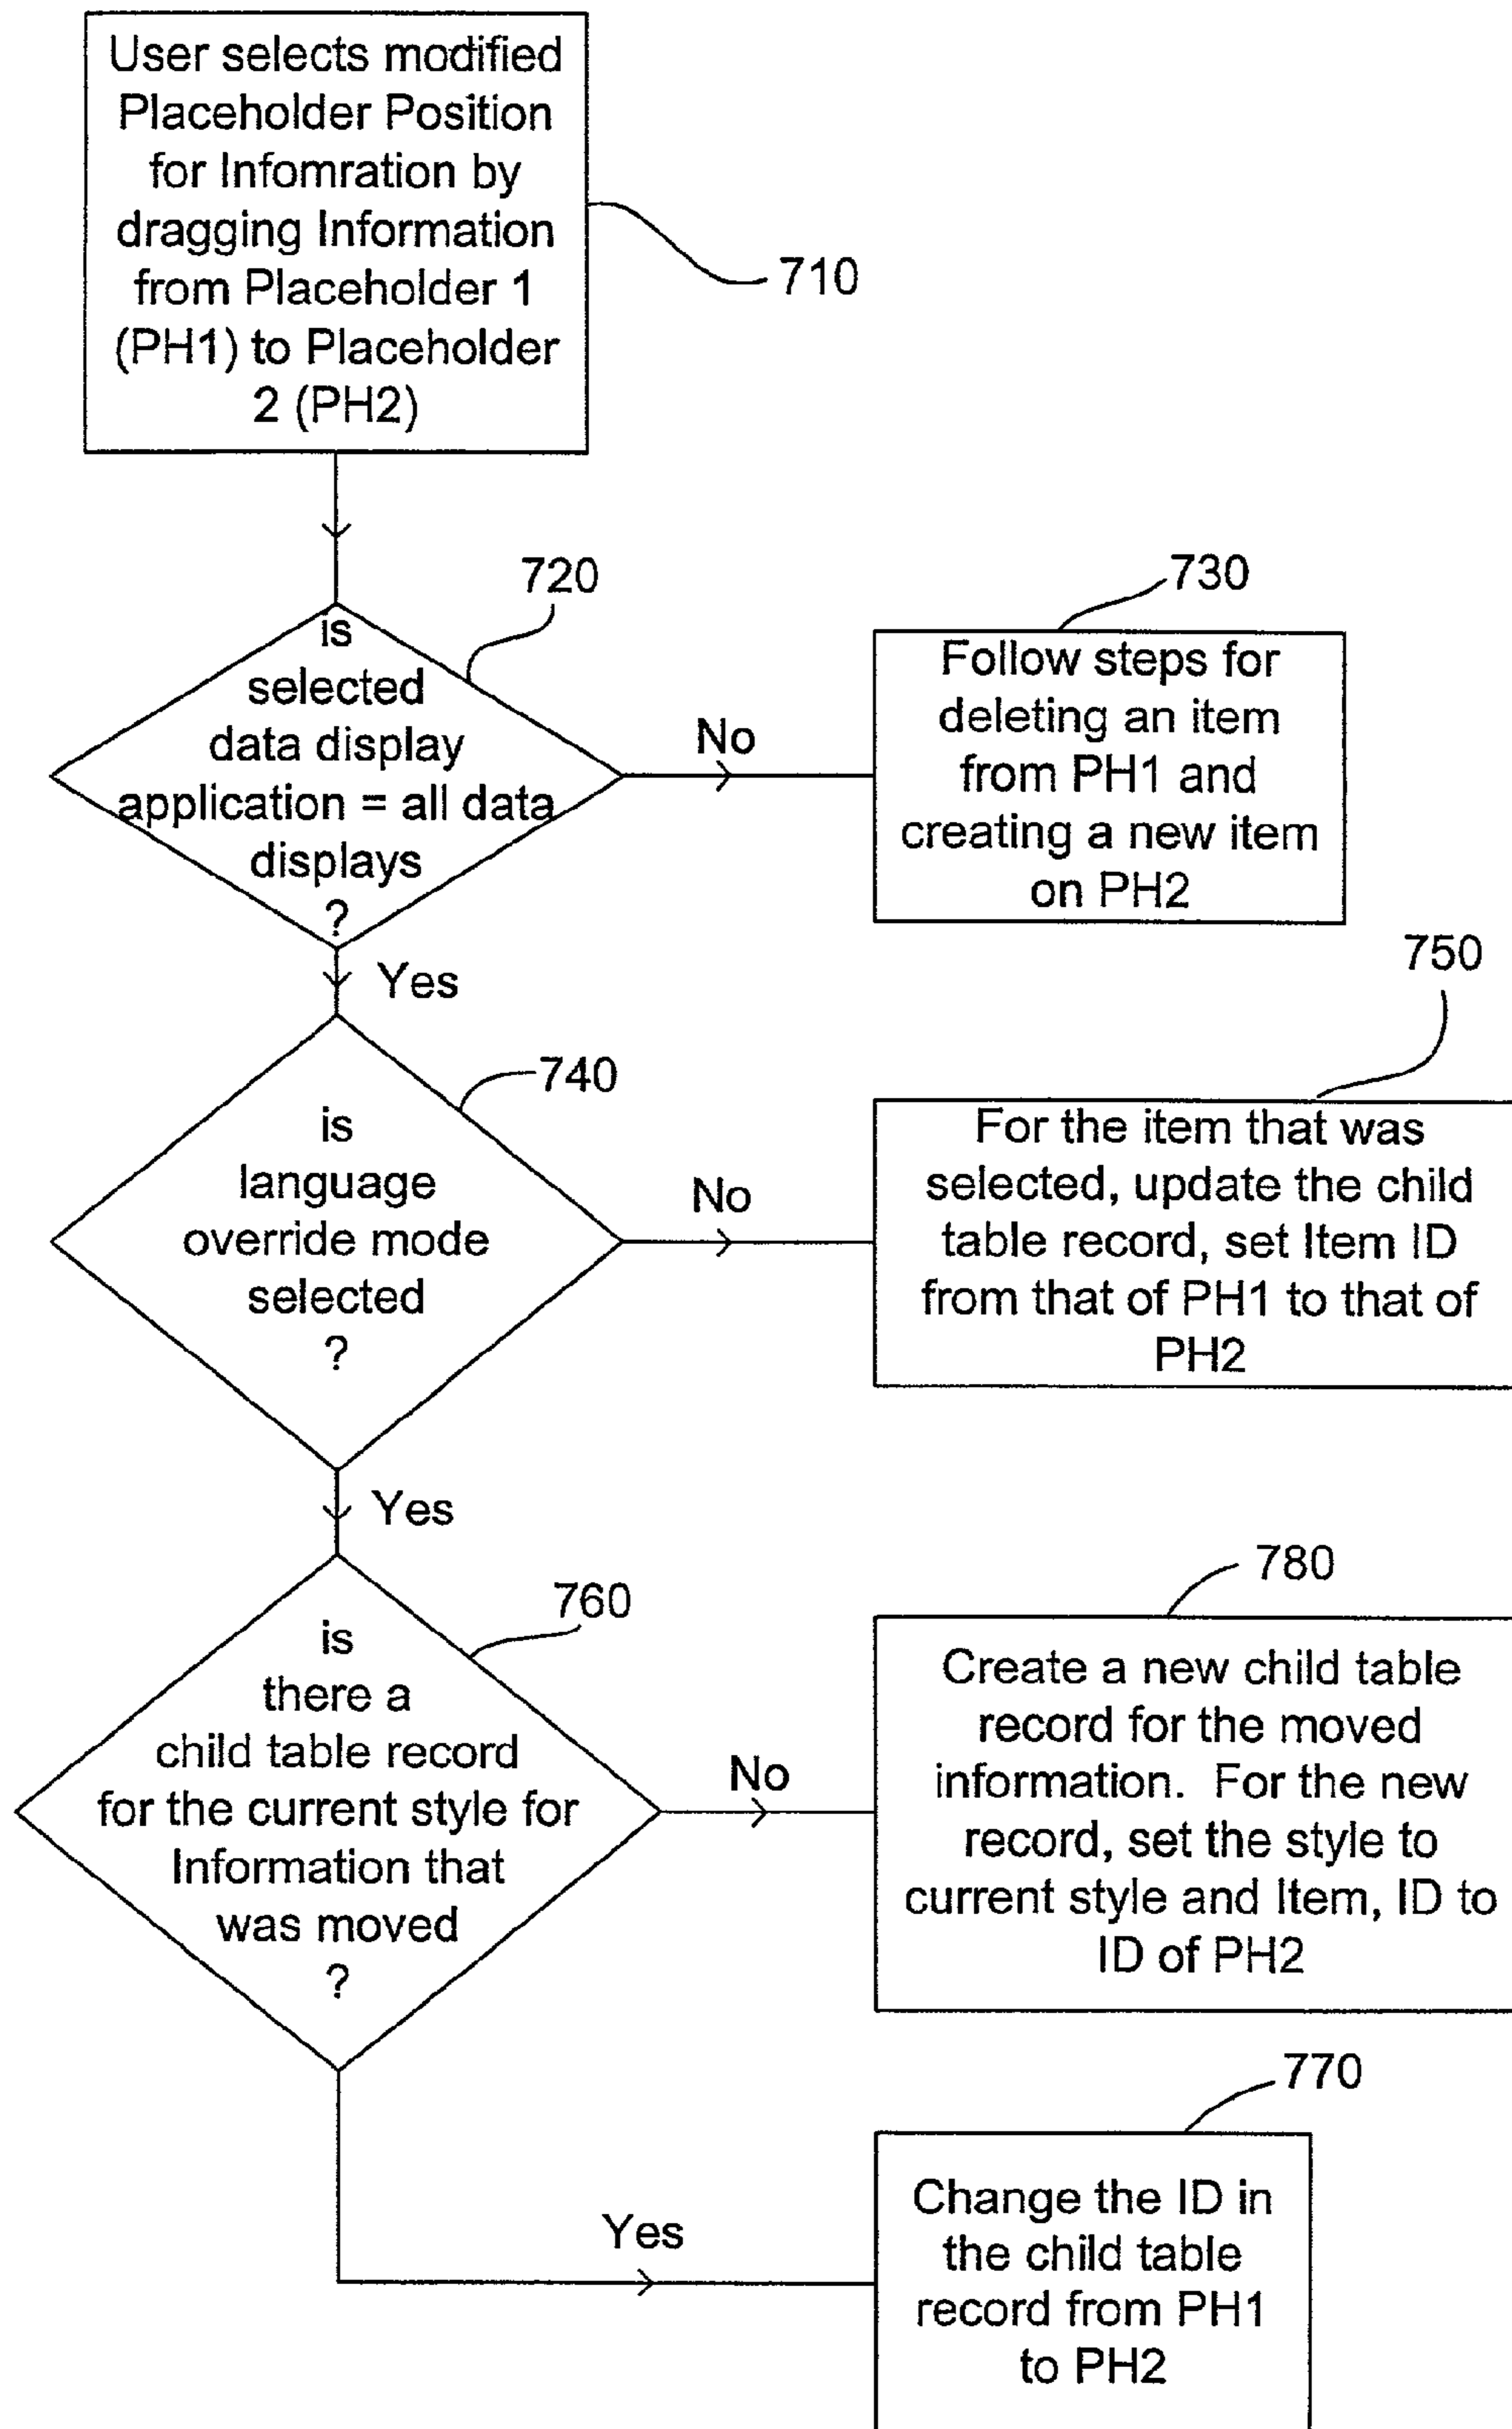 User selects modified
Placeholder Position
for Infomration by
dragging Information
from Placeholder 1
(PH1) to Placeholder
2 (PH2)
710
is
selected
data display
application = all data
displays
?
720
No
730
Follow steps for
deleting an item
from PH1 and
creating a new item
on PH2
Yes
is
language
override mode
selected
?
740
No
750
For the item that was
selected, update the child
table record, set Item ID
from that of PH1 to that of
PH2
Yes
is
there a
child table record
for the current style for
Information that
was moved
?
760
No
780
Create a new child table
record for the moved
information. For the new
record, set the style to
current style and Item, ID to
ID of PH2
Yes
770
Change the ID in
the child table
record from PH1
to PH2